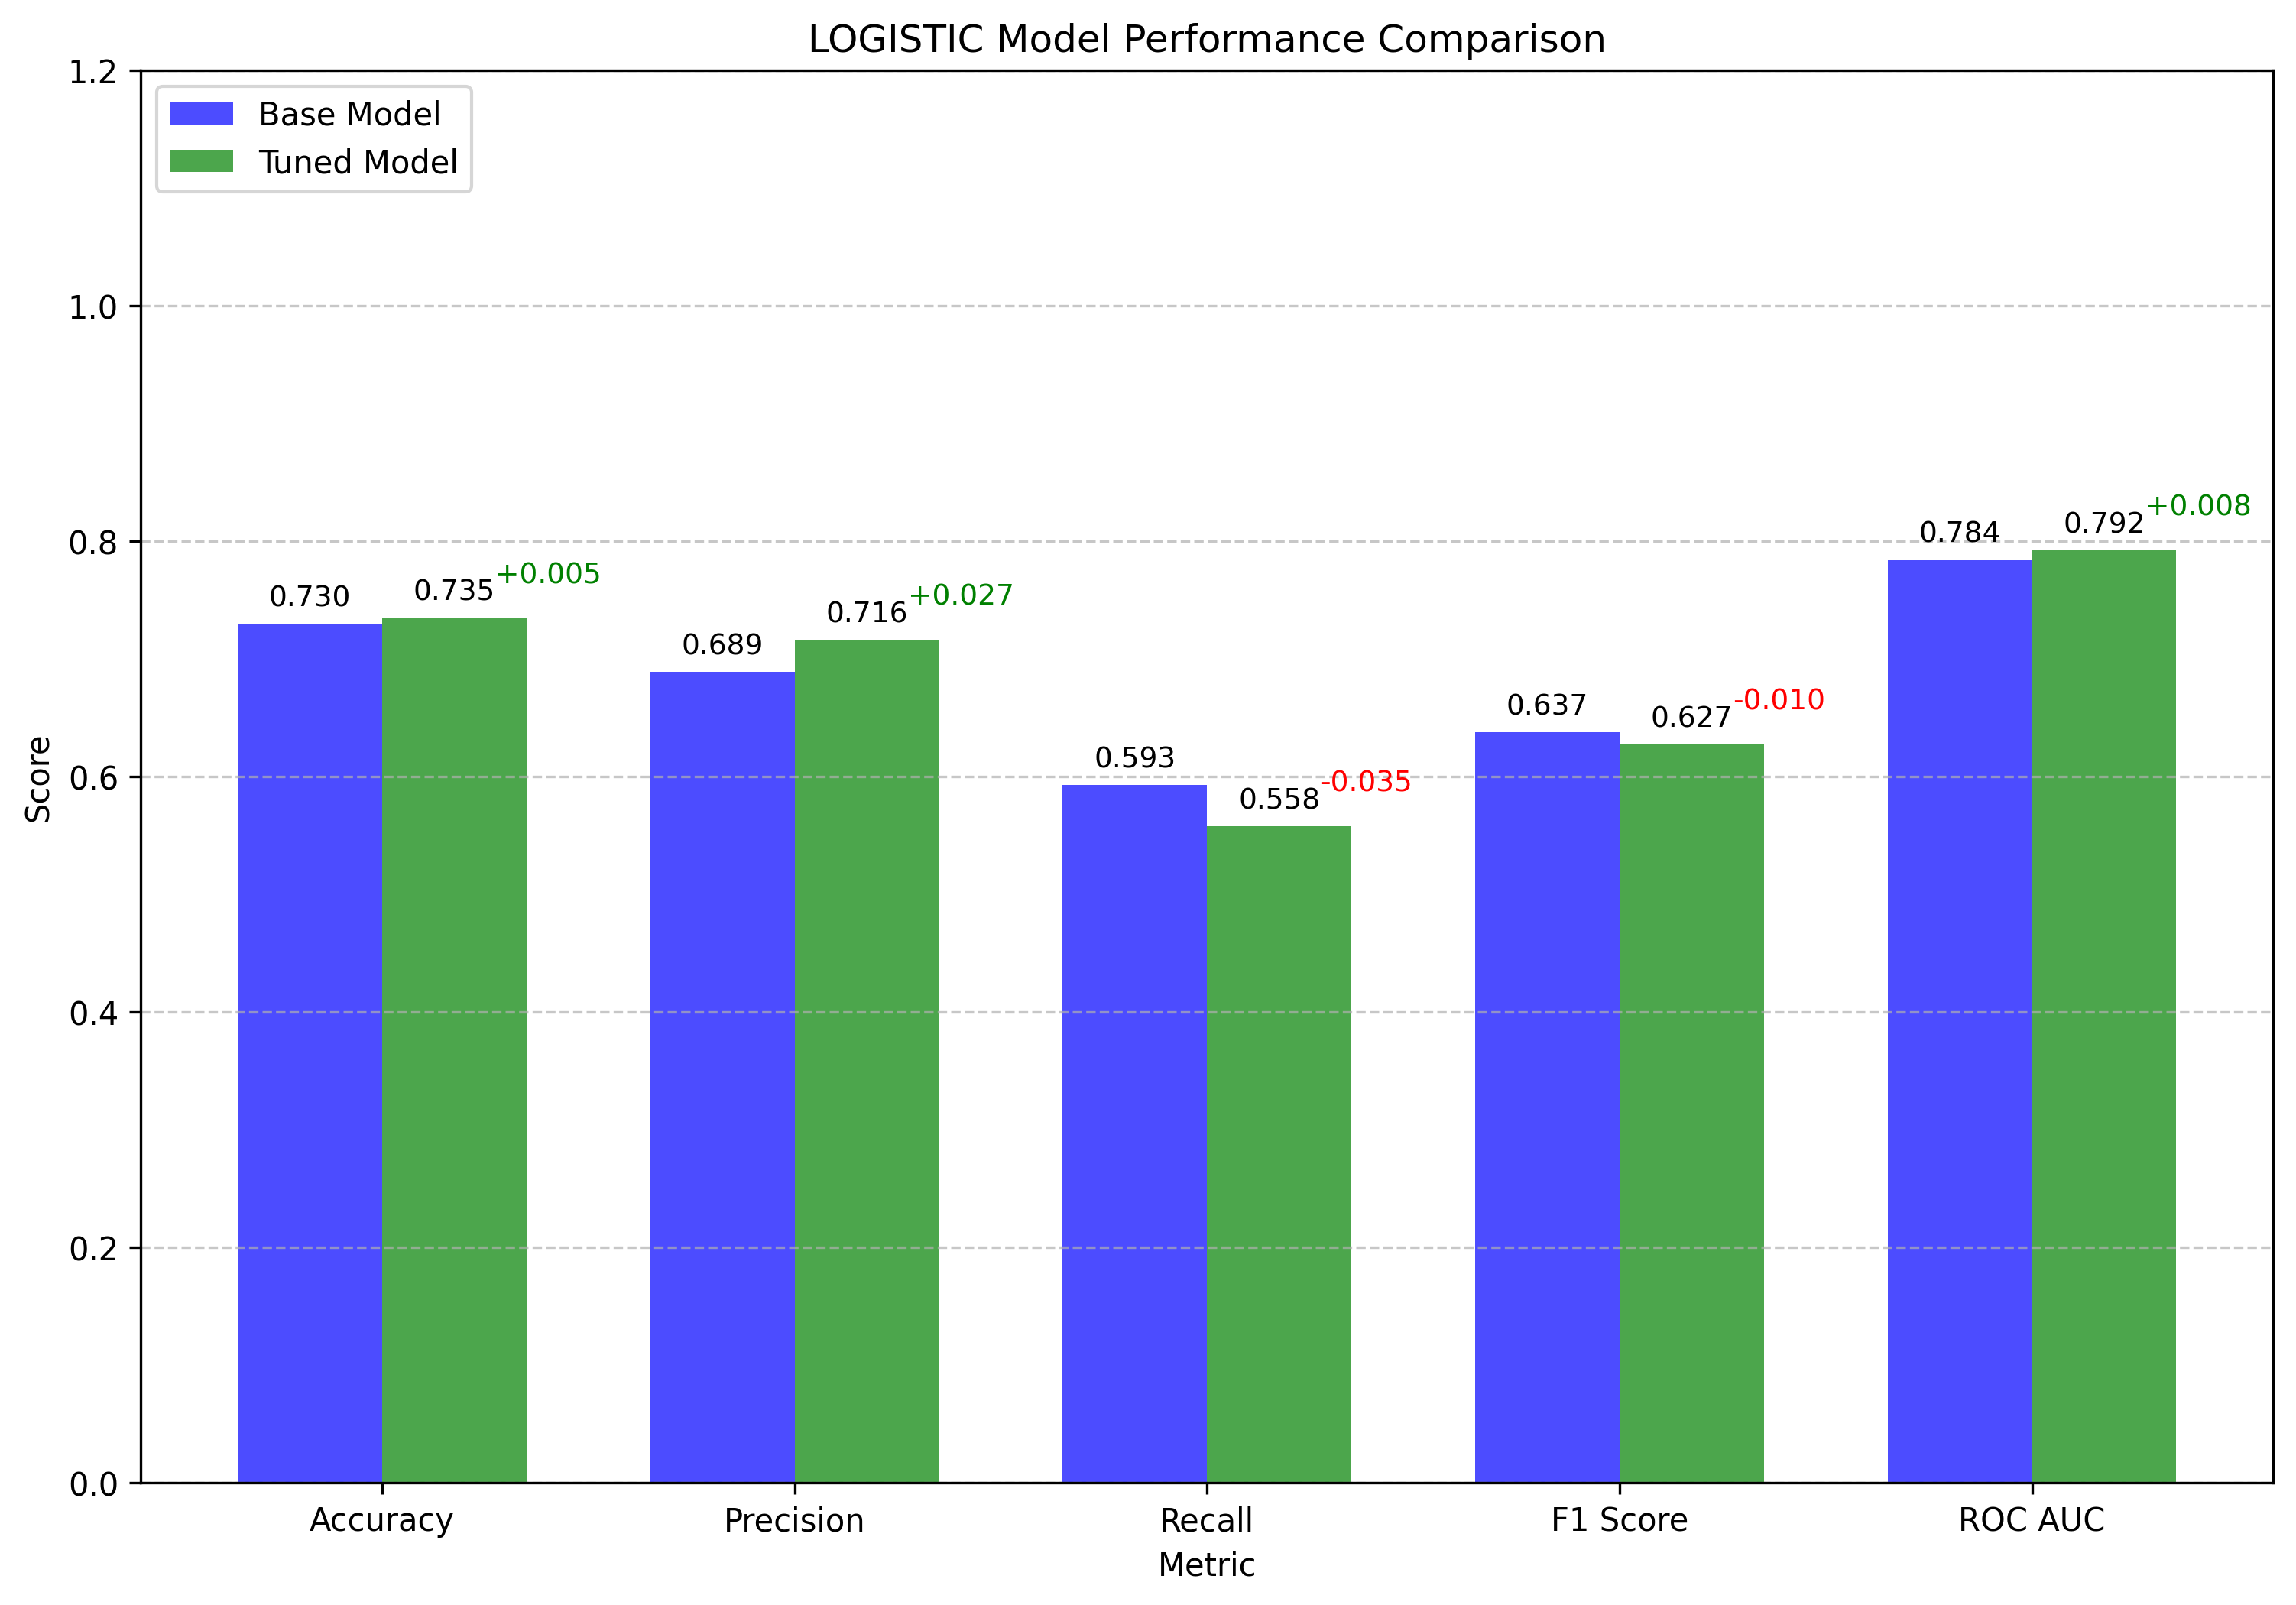 LOGISTIC Model Performance Comparison
Base Model
Tuned Model
Score
1.2
1.0
0.8
0.6
0.4
0.2
0.0
0.730
0.735
+0.005
0.689
0.716
+0.027
0.593
0.558
-0.035
0.637
0.627
-0.010
0.784
0.792
+0.008
Accuracy
Precision
Recall
F1 Score
ROC AUC
Metric